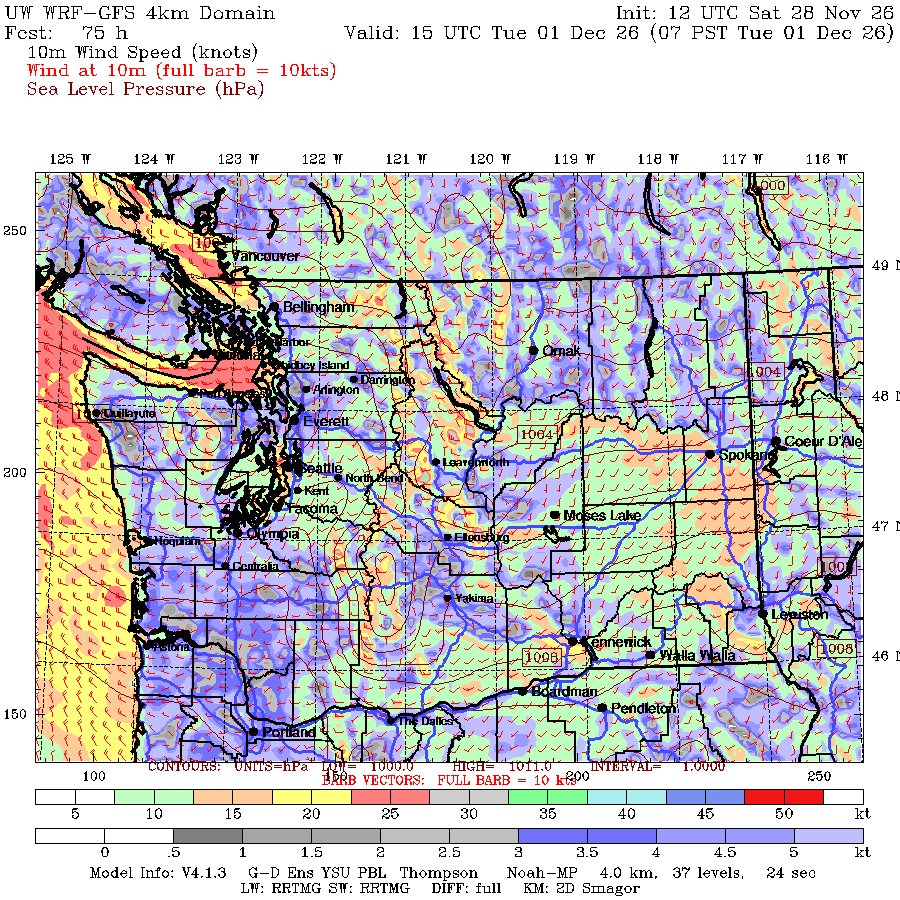 UW WRF-GFS 4km Domain Init: 12 UTC Sat 28 Nov 26
Fcst: 75 h Valid: 15 UTC Tue 01 Dec 26 (07 PST Tue 01 Dec 26)
10m Wind Speed (knots)
Wind at 10m (full barb = 10kts)
Sea Level Pressure (hPa)
125 W 124 W 123 W 122 W 121 W 120 W 119 W 118 W 117 W 116 W
1000
250
Vancouver
49 N
Bellingham
Omak
1004
Darrington
Arlington
48 N
Quillayute
Everett
1004
Coeur D'Ale
Spokane
Leavenworth
200
Seattle
North Bend
Kent
Tacoma
Moses Lake
47 N
Olympia
Ellensburg
Hoquiam
Centralia
Yakima
Lewiston
Kennewick
1008
Astoria
1008
Walla Walla
46 N
Boardman
150
Pendleton
The Dalles
Portland
CONTOURS: UNITS=hPa LOW= 1000.0 HIGH= 1011.0 INTERVAL= 1.0000
100 150 200 250
BARB VECTORS: FULL BARB = 10 kts
5 10 15 20 25 30 35 40 45 50 kt
0 .5 1 1.5 2 2.5 3 3.5 4 4.5 5 kt
Model Info: V4.1.3 G-D Ens YSU PBL Thompson Noah-MP 4.0 km, 37 levels, 24 sec
LW: RRTMG SW: RRTMG DIFF: full KM: 2D Smagor